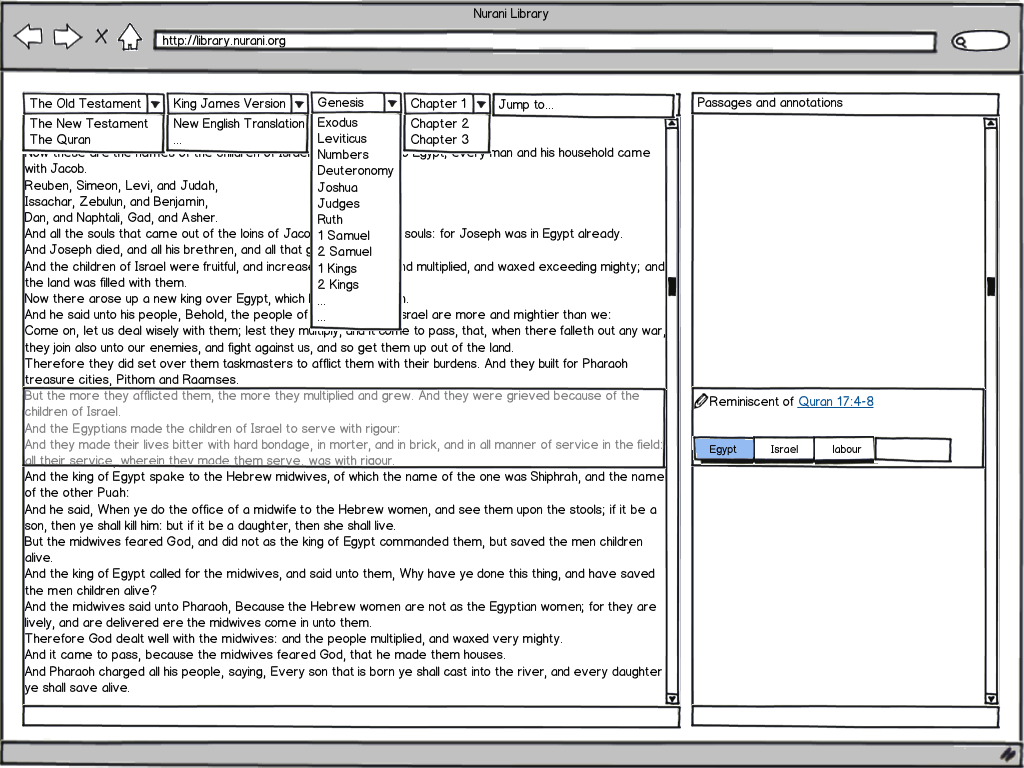 Nurani Library
http://library.nurani.org
The Old Testament
The New Testament
The Quran
King James Version
New English Translation
...
Genesis
Exodus
Leviticus
Numbers
Deuteronomy
Joshua
Judges
Ruth
1 Samuel
2 Samuel
1 Kings
2 Kings
...
...
Chapter 1
Chapter 2
Chapter 3
Jump to...
Now these are the names of the children of Egypt, every man and his household came
with Jacob.
Reuben, Simeon, Levi, and Judah,
Issachar, Zebulun, and Benjamin,
Dan, and Naphtali, Gad, and Asher.
And all the souls that came out of the loins of souls: for Joseph was in Egypt already.
And Joseph died, and all his brethren, and all that
And the children of Israel were fruitful, and multiplied, and waxed exceeding mighty; and
the land was filled with them.
Now there arose up a new king over Egypt, which
And he said unto his people, Behold, the people of Israel are more and mightier than we:
Come on, let us deal wisely with them; lest they multiply, and it come to pass, that, when there falleth out any war,
they join also unto our enemies, and fight against us, and so get them up out of the land.
Therefore they did set over them taskmasters to afflict them with their burdens. And they built for Pharaoh
treasure cities, Pithom and Raamses.
But the more they afflicted them, the more they multiplied and grew. And they were grieved because of the
children of Israel.
And the Egyptians made the children of Israel to serve with rigour:
And they made their lives bitter with hard bondage, in morter, and in brick, and in all manner of service in the field:
all their service, wherein they made them serve, was with rigour.
And the king of Egypt spake to the Hebrew midwives, of which the name of the one was Shiphrah, and the name
of the other Puah:
And he said, When ye do the office of a midwife to the Hebrew women, and see them upon the stools; if it be a
son, then ye shall kill him: but if it be a daughter, then she shall live.
But the midwives feared God, and did not as the king of Egypt commanded them, but saved the men children
alive.
And the king of Egypt called for the midwives, and said unto them, Why have ye done this thing, and have saved
the men children alive?
And the midwives said unto Pharaoh, Because the Hebrew women are not as the Egyptian women; for they are
lively, and are delivered ere the midwives come in unto them.
Therefore God dealt well with the midwives: and the people multiplied, and waxed very mighty.
And it came to pass, because the midwives feared God, that he made them houses.
And Pharaoh charged all his people, saying, Every son that is born ye shall cast into the river, and every daughter
ye shall save alive.
Passages and annotations
Reminiscent of Quran 17:4-8
Egypt
Israel
labour